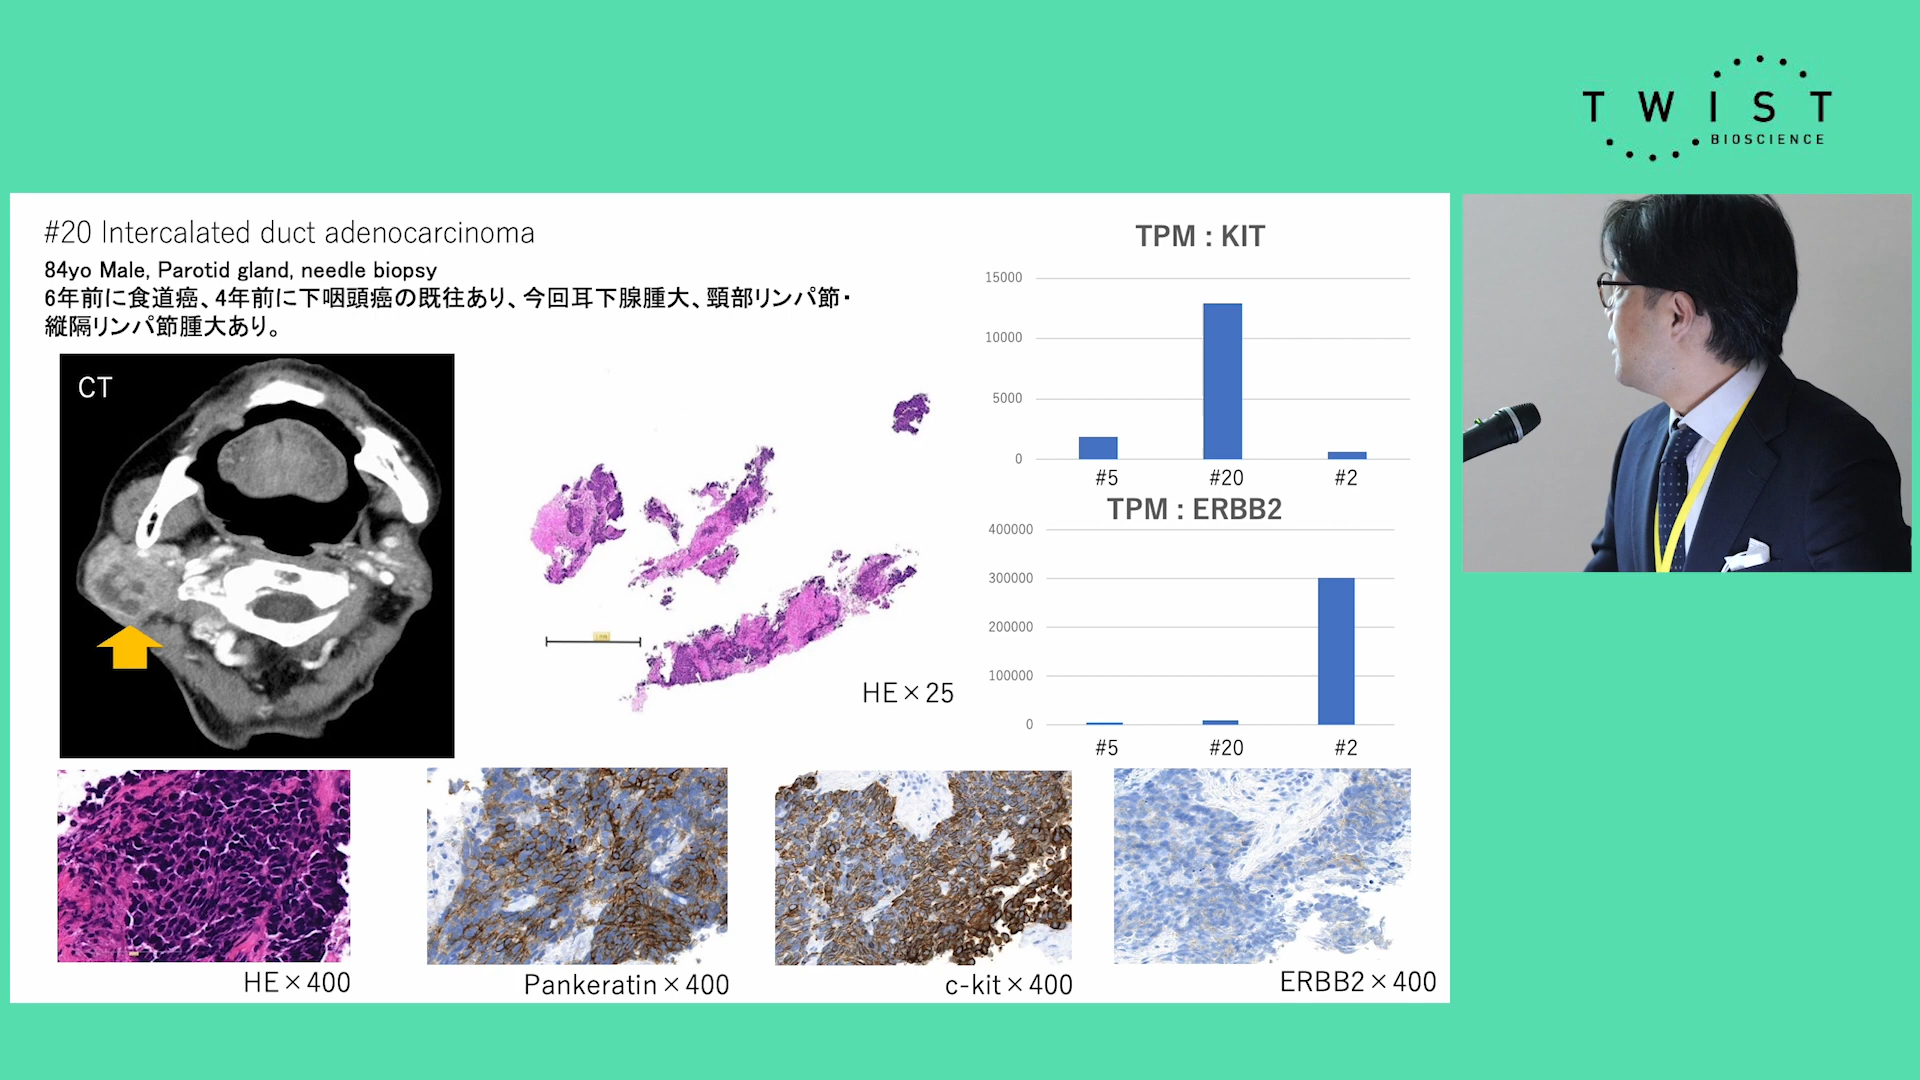 TWIST
BIOSCIENCE
#20 Intercalated duct adenocarcinoma
84yo Male, Parotid gland, needle biopsy
6年前に食道癌、4年前に下咽頭癌の既往あり、今回耳下腺腫大、頸部リンパ節・
縦隔リンパ節腫大あり。
CT
HE×25
TPM : KIT
15000
10000
5000
0
#5 #20 #2
TPM : ERBB2
400000
300000
200000
100000
0
#5 #20 #2
HE×400
Pankeratin×400
c-kit×400
ERBB2×400